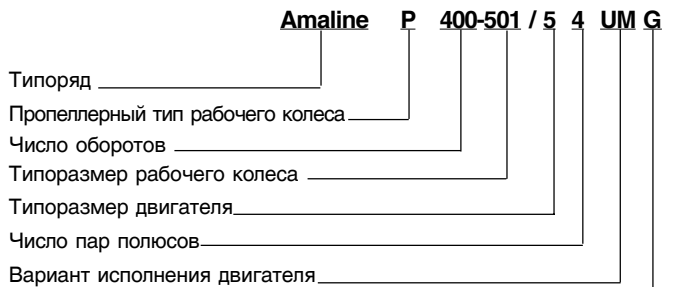 Amaline P 400-501 / 5 4 UM G
Типоряд
Пропеллерный тип рабочего колеса
Число оборотов
Типоразмер рабочего колеса
Типоразмер двигателя
Число пар полюсов
Вариант исполнения двигателя